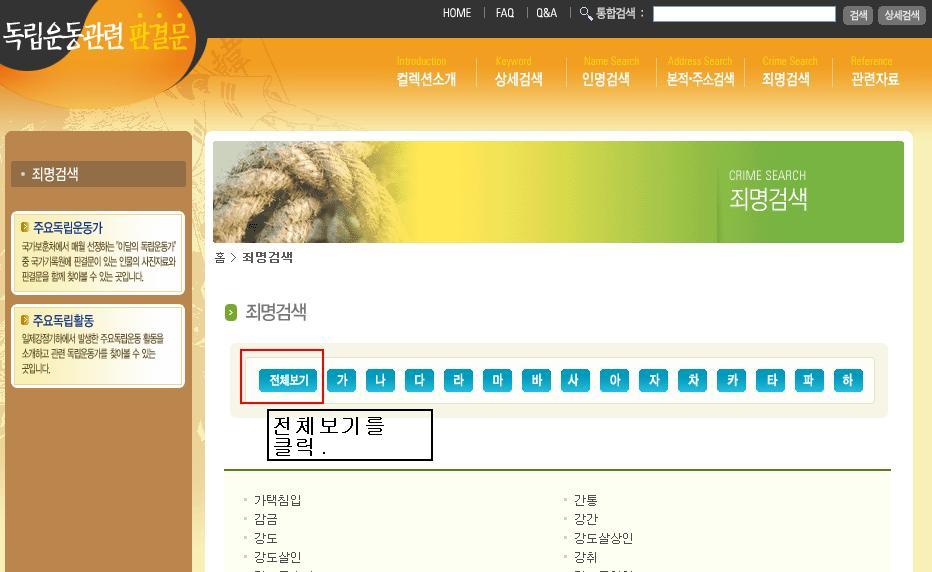 HOME FAQ Q&A 통합검색 : 검색 상세검색
독립운동관련 판결문
Introduction Keyword Name Search Address Search Crime Search Reference
컬렉션소개 상세검색 인명검색 본적·주소검색 죄명검색 관련자료
죄명검색
주요독립운동가
국가보훈처에서 매월 선정하는 "이달의 독립운동가"
중 국가기록원에 판결문이 있는 인물의 사진자료와
판결문을 함께 찾아볼 수 있는 곳입니다.
주요독립활동
일제강점기하에서 발생한 주요독립운동 활동을
소개하고 관련 독립운동가를 찾아볼 수 있는
곳입니다.
CRIME SEARCH
죄명검색
홈 > 죄명검색
죄명검색
전체보기 가 나 다 라 마 바 사 아 자 차 카 타 파 하
전체보기를
클릭.
가택침입 간통
감금 강간
강도 강도살상인
강도살인 강취